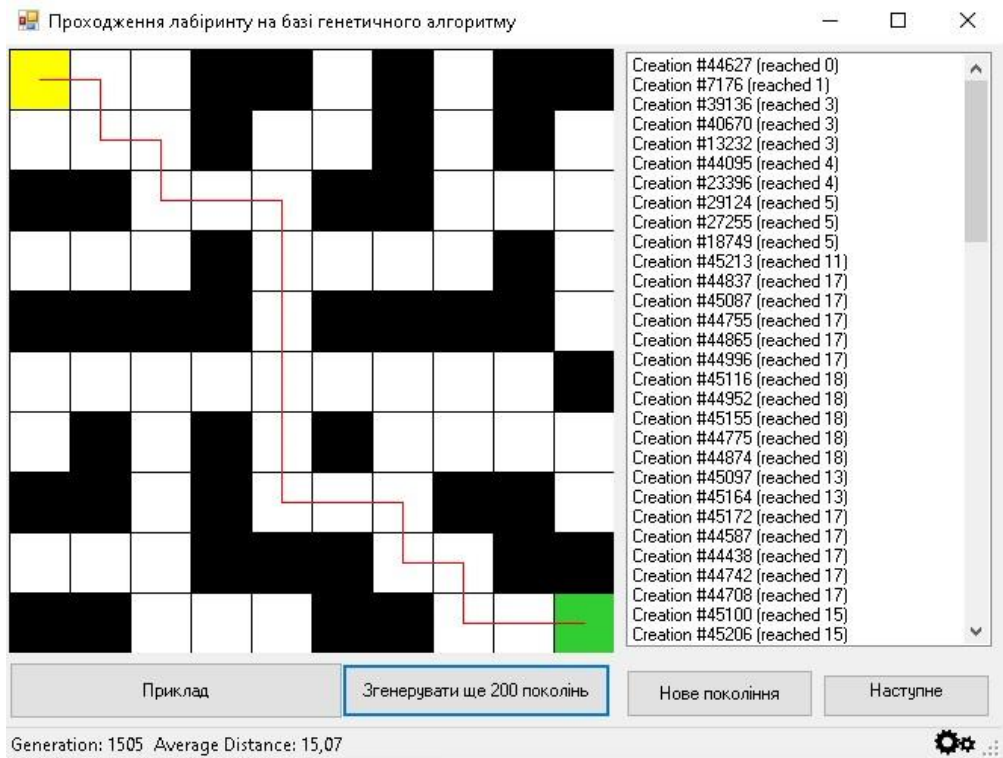 Проходження лабіринту на базі генетичного алгоритму
Creation #44627 (reached 0)
Creation #7176 (reached 1)
Creation #39136 (reached 3)
Creation #40670 (reached 3)
Creation #13232 (reached 3)
Creation #44095 (reached 4)
Creation #23396 (reached 4)
Creation #29124 (reached 5)
Creation #27255 (reached 5)
Creation #18749 (reached 5)
Creation #45213 (reached 11)
Creation #44837 (reached 17)
Creation #45087 (reached 17)
Creation #44755 (reached 17)
Creation #44865 (reached 17)
Creation #44996 (reached 17)
Creation #45116 (reached 18)
Creation #44952 (reached 18)
Creation #45155 (reached 18)
Creation #44775 (reached 18)
Creation #44874 (reached 18)
Creation #45097 (reached 13)
Creation #45164 (reached 13)
Creation #45172 (reached 17)
Creation #44587 (reached 17)
Creation #44438 (reached 17)
Creation #44742 (reached 17)
Creation #44708 (reached 17)
Creation #45100 (reached 15)
Creation #45206 (reached 15)
Приклад
Згенерувати ще 200 поколінь
Нове покоління
Наступне
Generation: 1505 Average Distance: 15,07